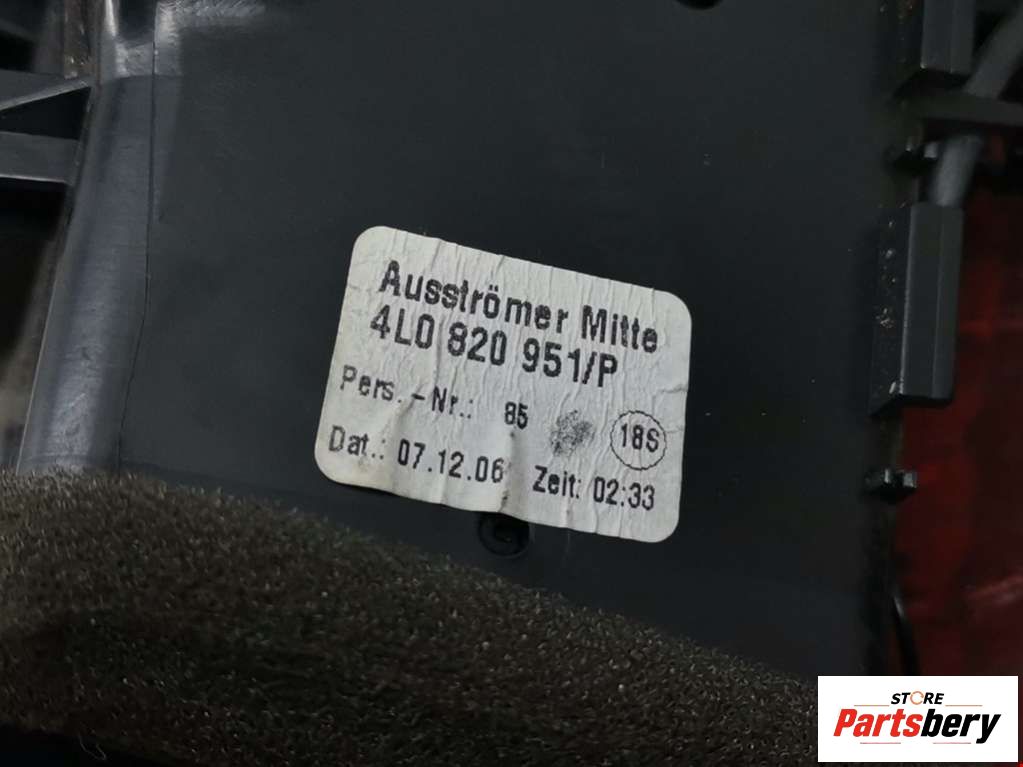 Ausströmer Mitte
4L0 820 951/P
Pers.-Nr.: 85
18S
Dat.: 07.12.06 Zeit: 02:33
STORE
Partsbery